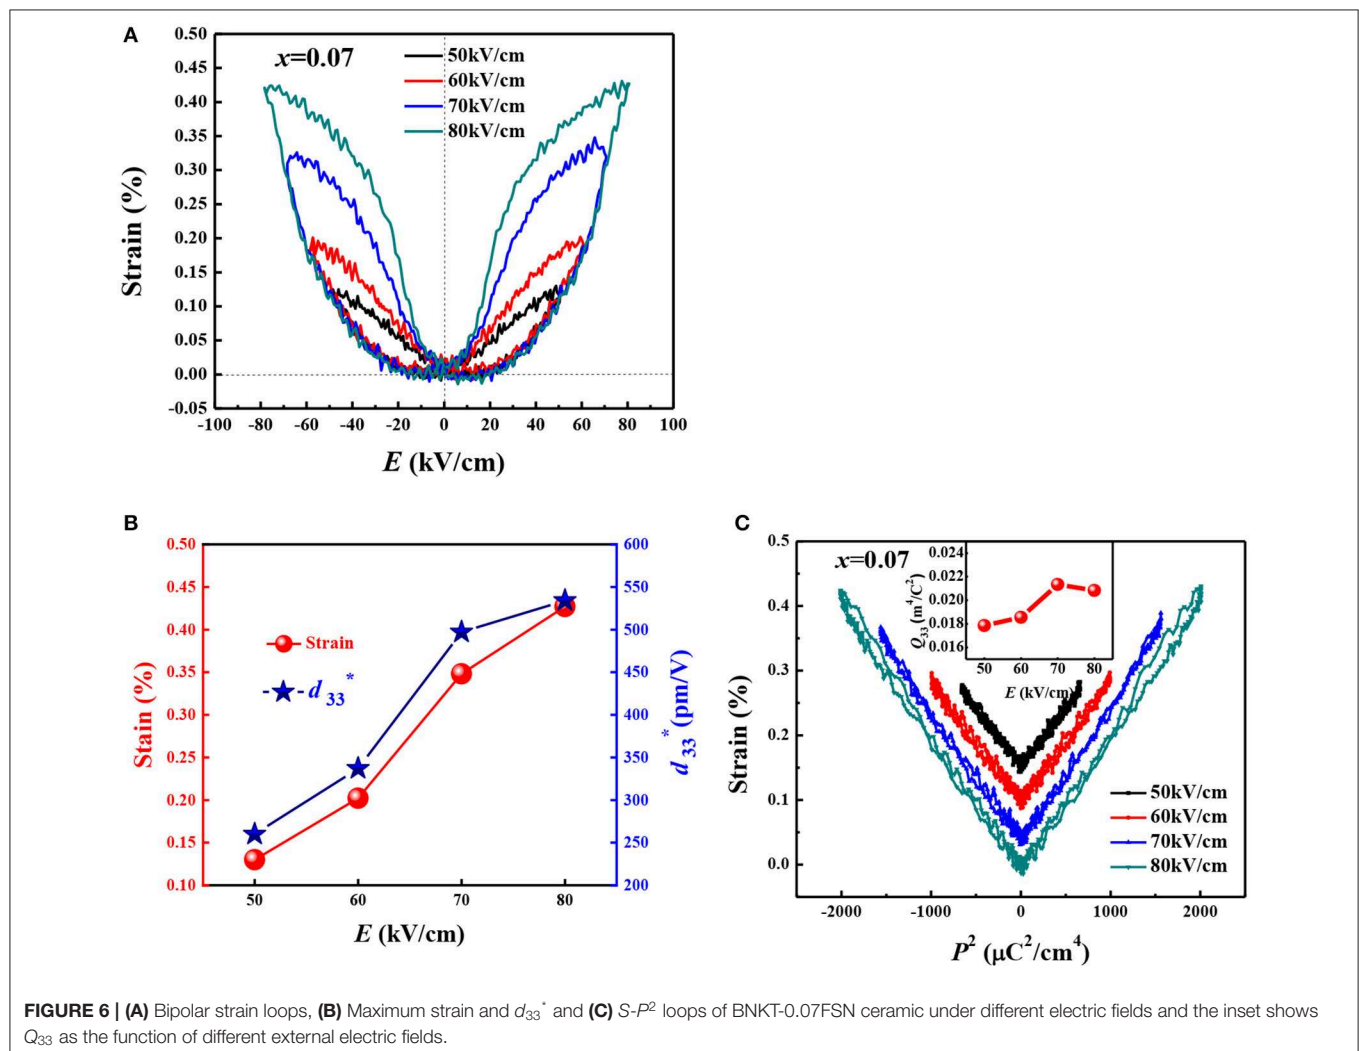 A
x=0.07
50kV/cm
60kV/cm
70kV/cm
80kV/cm
0.50
0.45
0.40
0.35
0.30
0.25
0.20
0.15
0.10
0.05
0.00
-0.05
Strain (%)
-100 -80 -60 -40 -20 0 20 40 60 80 100
E (kV/cm)
B
0.50
0.45
0.40
0.35
0.30
0.25
0.20
0.15
0.10
Stain (%)
Strain
d33*
600
550
500
450
400
350
300
250
200
d33* (pm/V)
50 60 70 80
E (kV/cm)
C
x=0.07
0.5
0.4
0.3
0.2
0.1
0.0
Strain (%)
0.024
0.022
0.020
0.018
0.016
Q33 (m4/C2)
50 60 70 80
E (kV/cm)
50kV/cm
60kV/cm
70kV/cm
80kV/cm
-2000 -1000 0 1000 2000
P2 (μC2/cm4)
FIGURE 6 | (A) Bipolar strain loops, (B) Maximum strain and d33* and (C) S-P2 loops of BNKT-0.07FSN ceramic under different electric fields and the inset shows
Q33 as the function of different external electric fields.